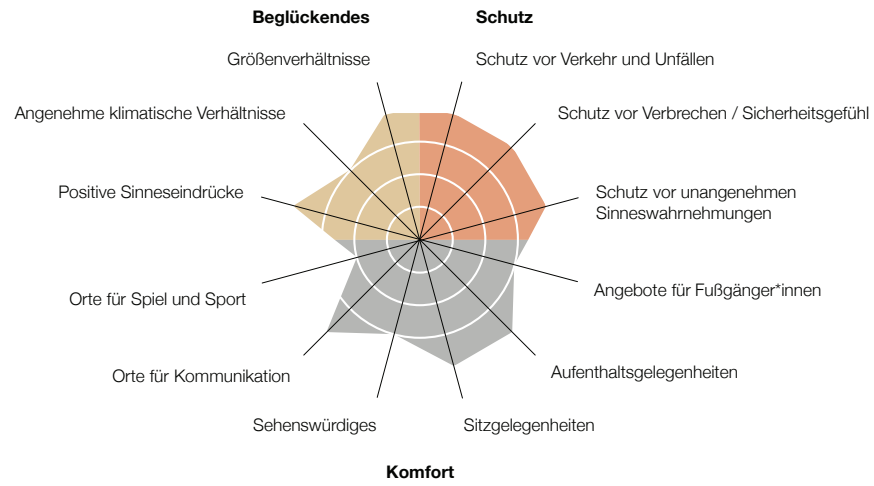 Beglückendes
Schutz
Größenverhältnisse
Schutz vor Verkehr und Unfällen
Angenehme klimatische Verhältnisse
Schutz vor Verbrechen / Sicherheitsgefühl
Positive Sinneseindrücke
Schutz vor unangenehmen
Sinneswahrnehmungen
Orte für Spiel und Sport
Angebote für Fußgänger*innen
Orte für Kommunikation
Aufenthaltsgelegenheiten
Sehenswürdiges
Sitzgelegenheiten
Komfort